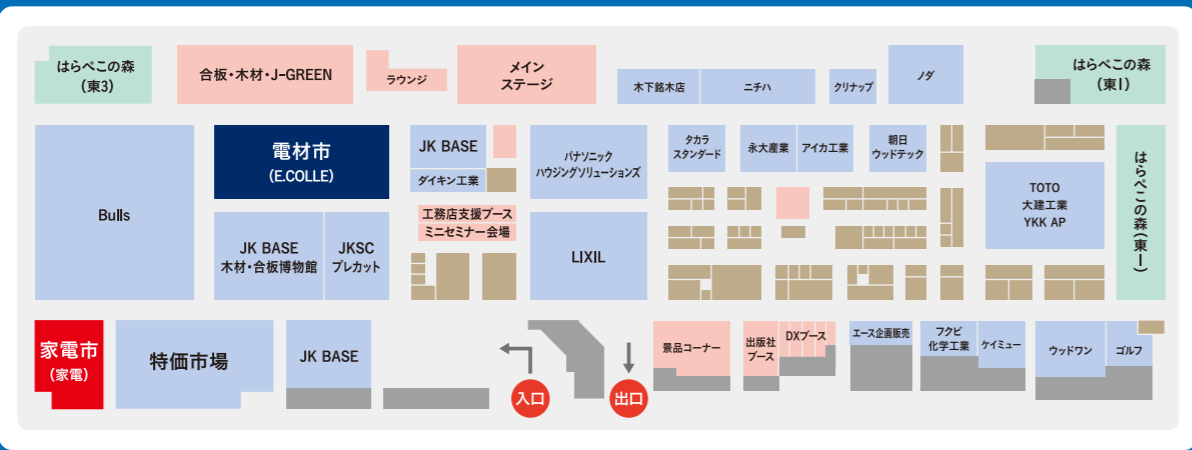 はらぺこの森
(東3)
合板・木材・J-GREEN
ラウンジ
メイン
ステージ
木下銘木店
ニチハ
クリナップ
ノダ
はらぺこの森
(東1)
Bulls
電材市
(E.COLLE)
JK BASE
ダイキン工業
パナソニック
ハウジングソリューションズ
タカラ
スタンダード
永大産業
アイカ工業
朝日
ウッドテック
TOTO
大建工業
YKK AP
はらぺこの森(東1)
JK BASE
木材・合板博物館
JKSC
プレカット
工務店支援ブース
ミニセミナー会場
LIXIL
家電市
(家電)
特価市場
JK BASE
入口
出口
景品コーナー
出版社
ブース
DXブース
エース企画販売
フクビ
化学工業
ケイミュー
ウッドワン
ゴルフ